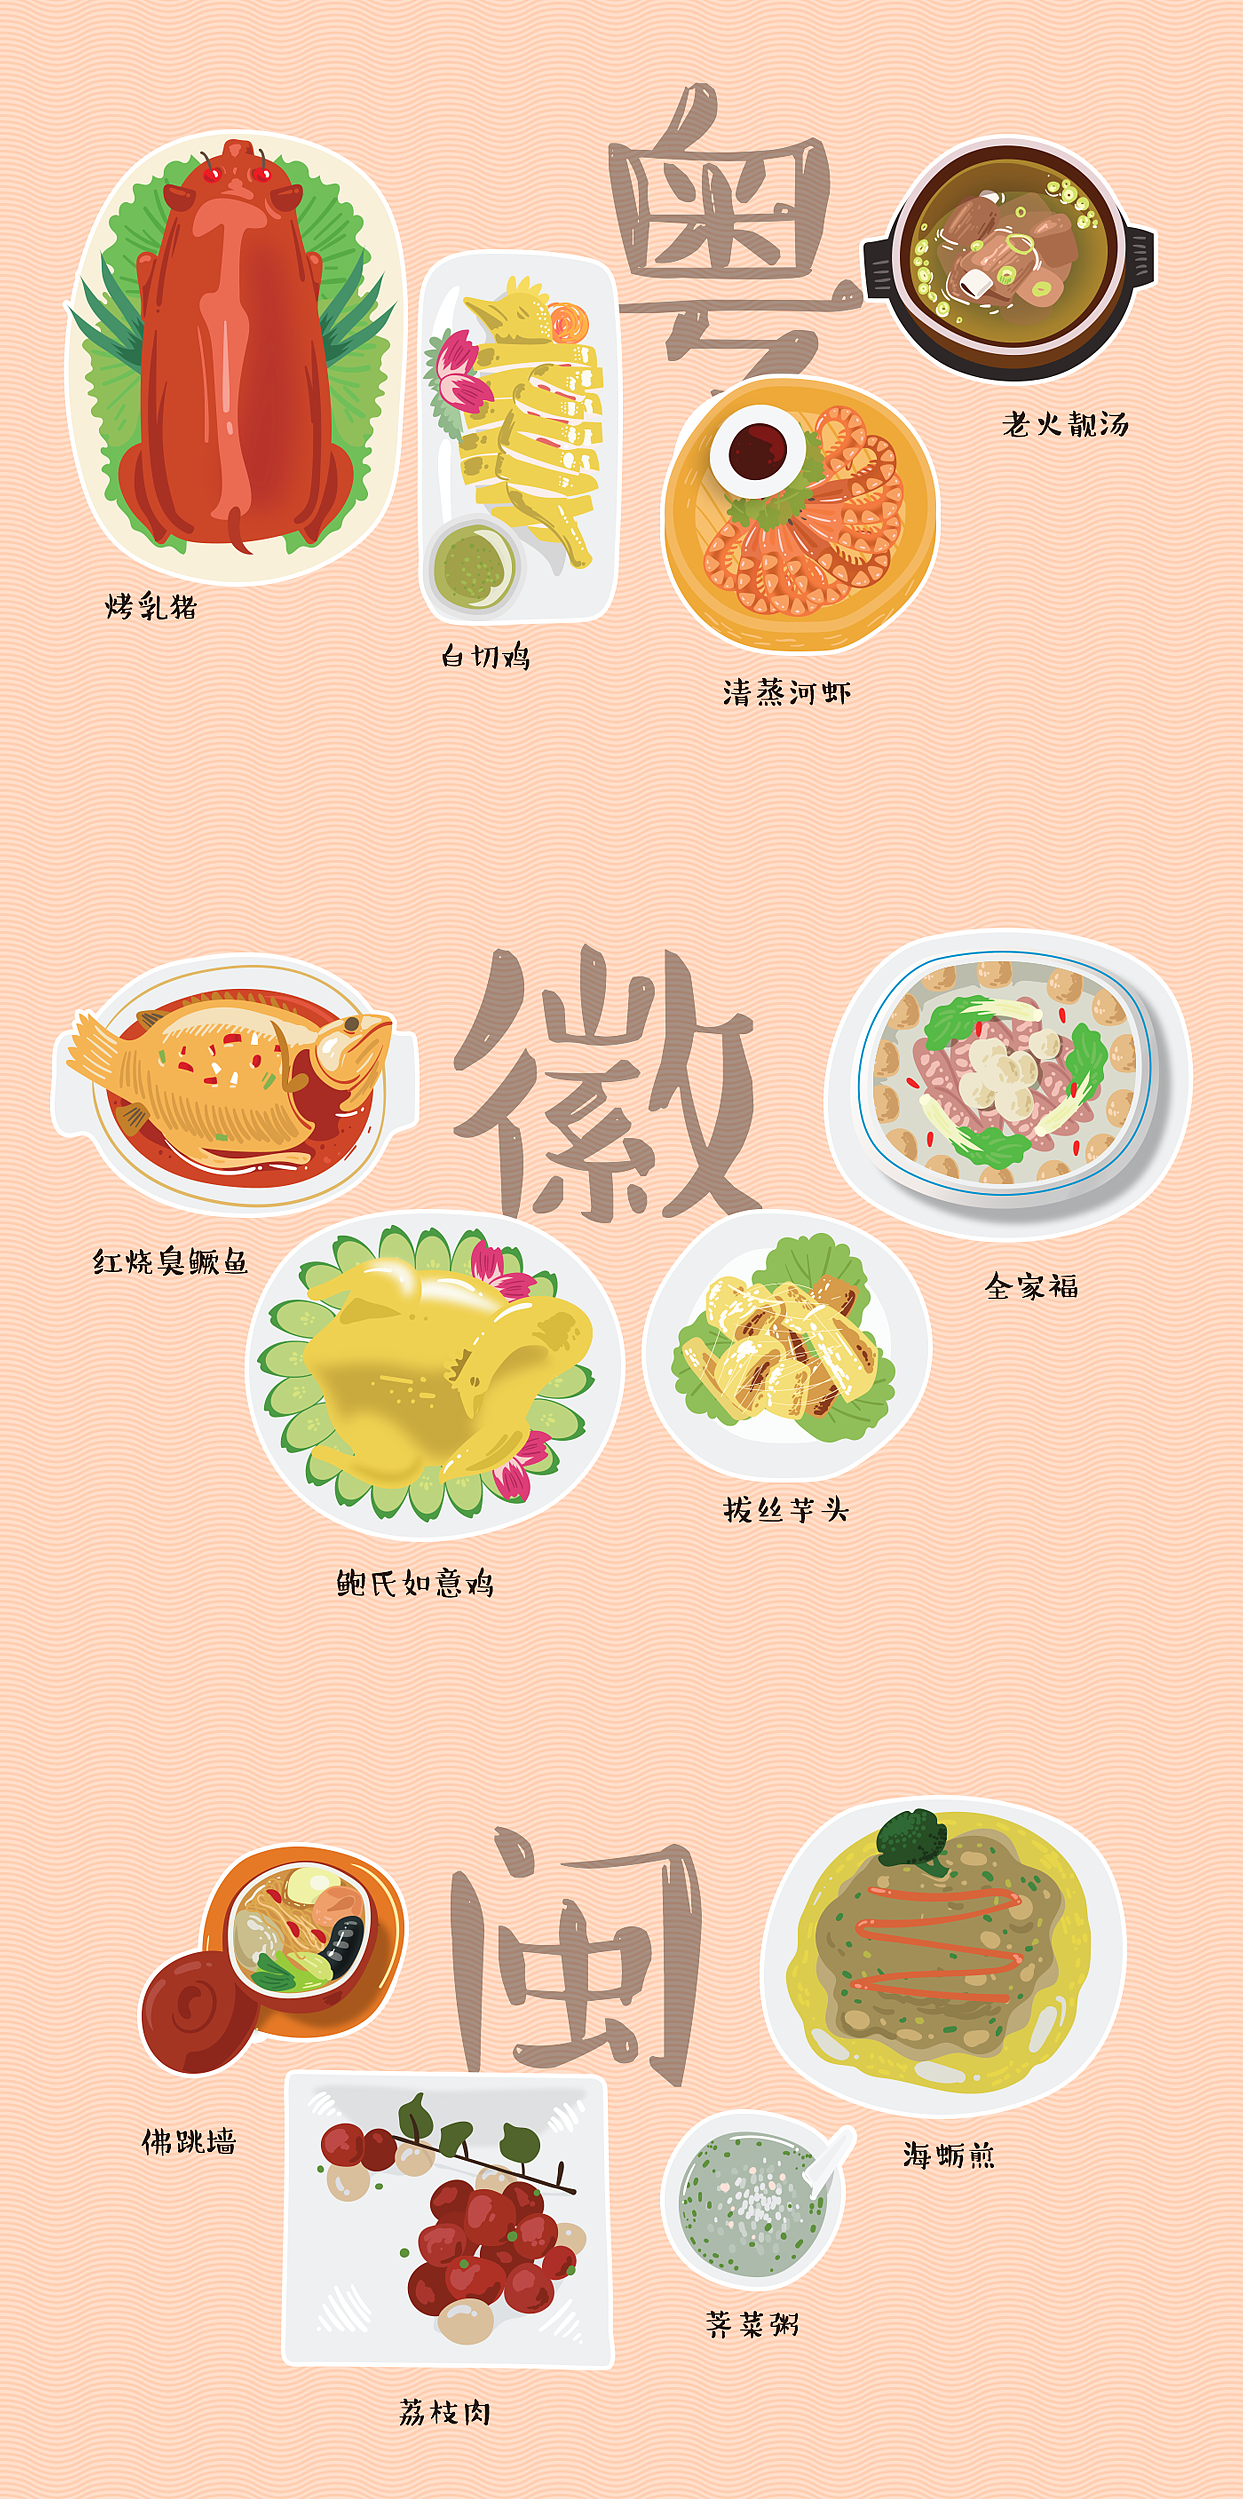 粤
老火靓汤
烤乳猪
白切鸡
清蒸河虾
徽
红烧臭鳜鱼
全家福
拔丝芋头
鲍氏如意鸡
闽
佛跳墙
海蛎煎
荠菜粥
荔枝肉